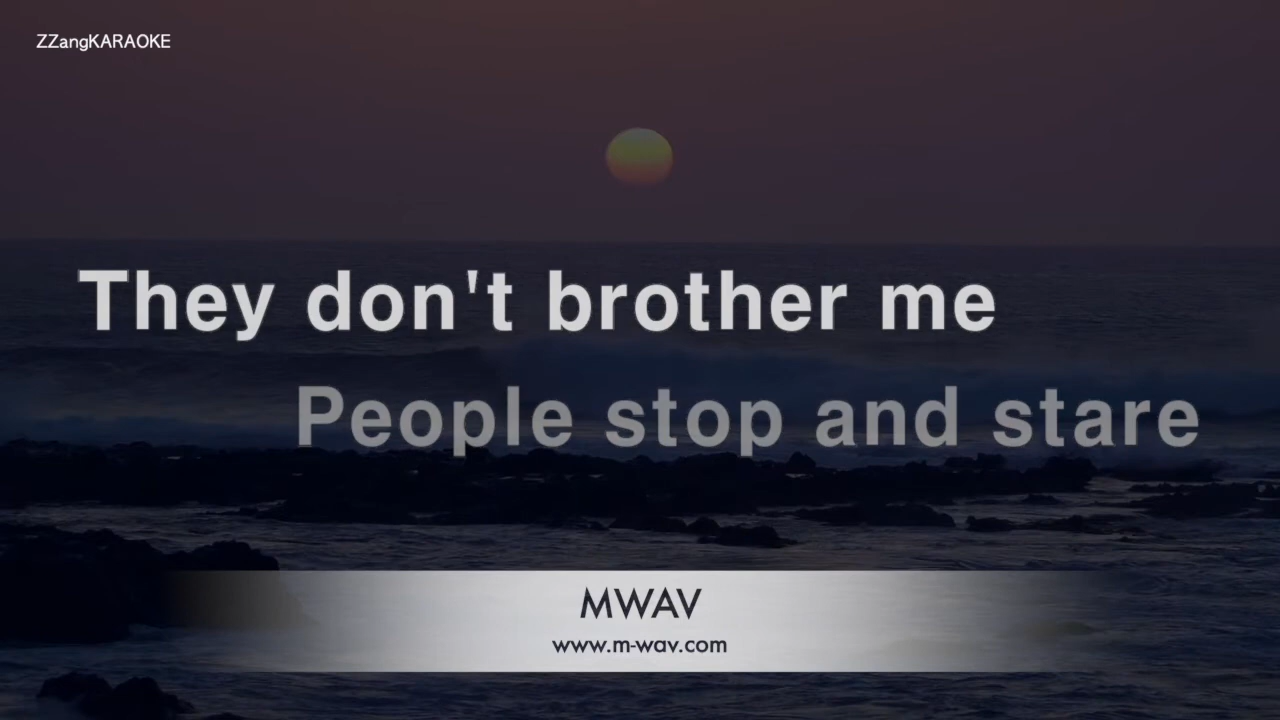 ZZangKARAOKE
They don't brother me
People stop and stare
MWAV
www.m-wav.com